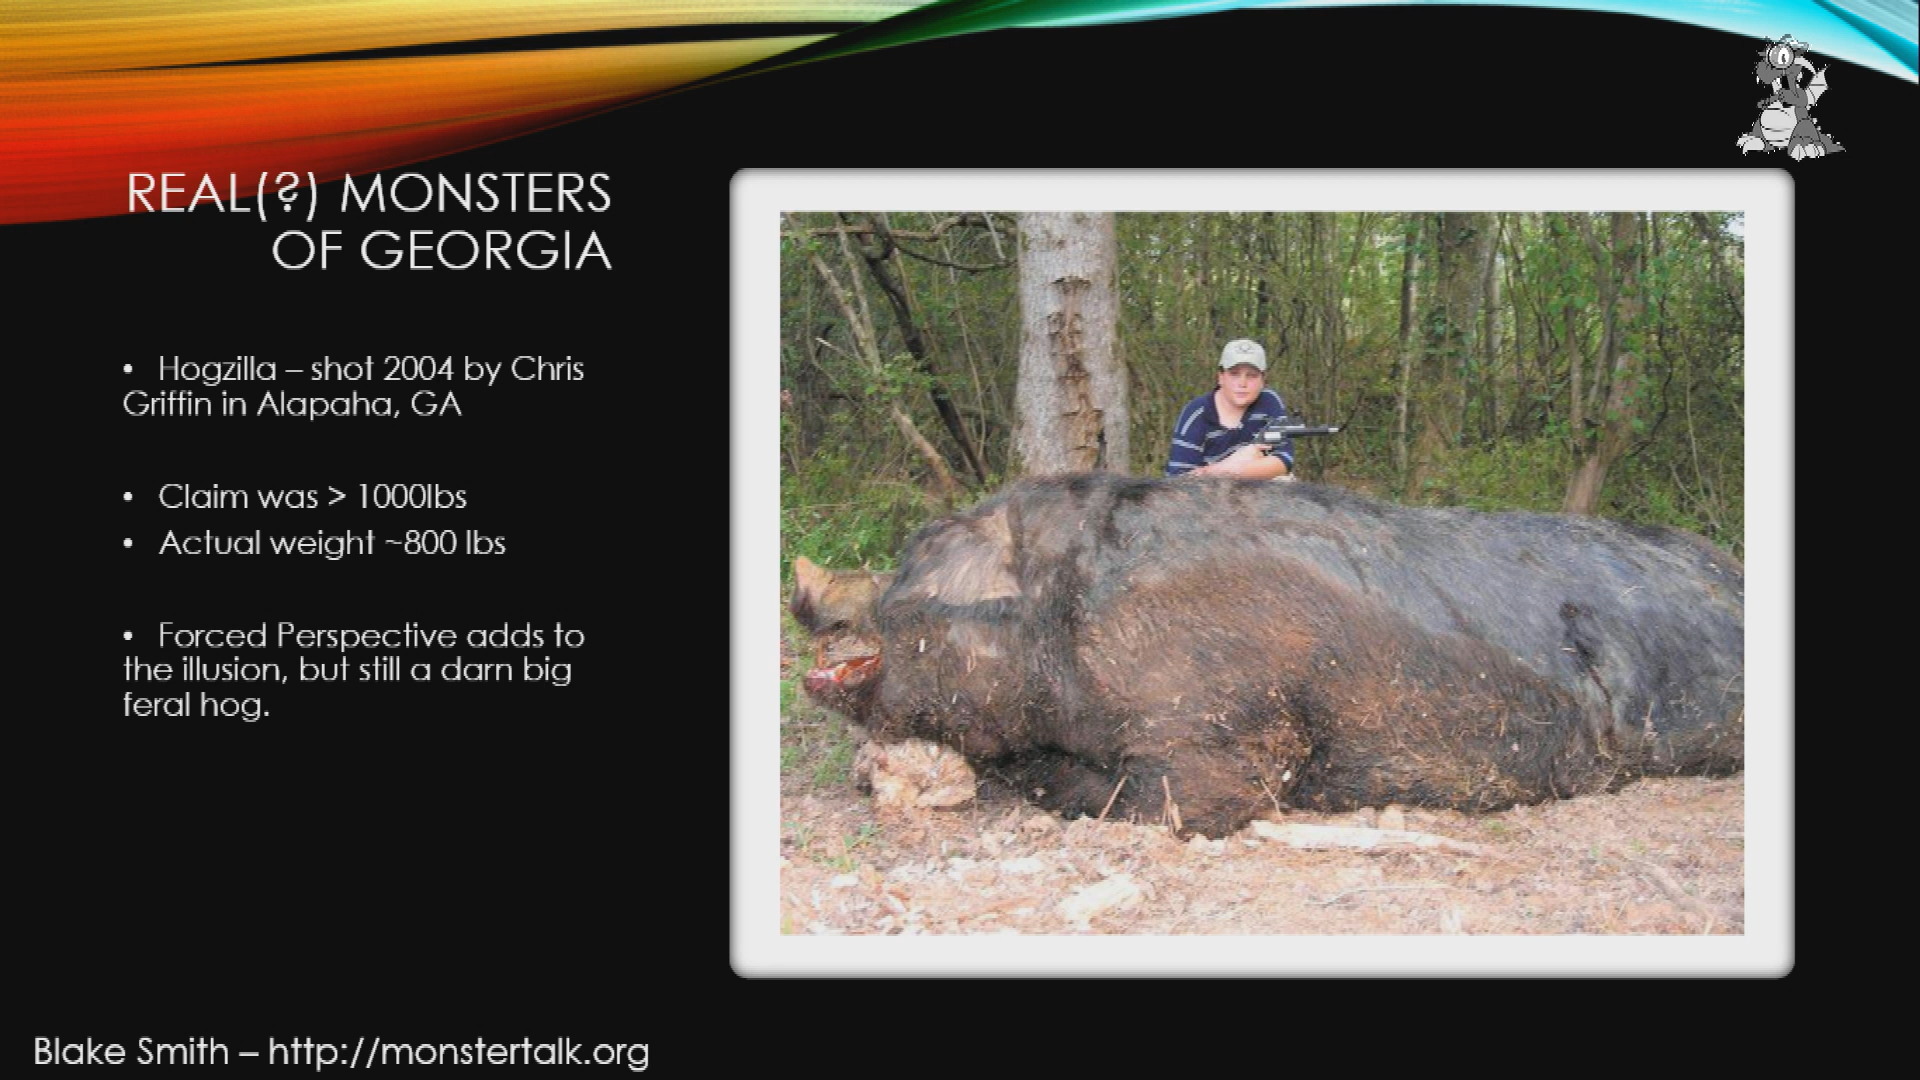 REAL(?) MONSTERS
OF GEORGIA
• Hogzilla – shot 2004 by Chris
Griffin in Alapaha, GA
• Claim was > 1000lbs
• Actual weight ~800 lbs
• Forced Perspective adds to
the illusion, but still a darn big
feral hog.
Blake Smith – http://monstertalk.org